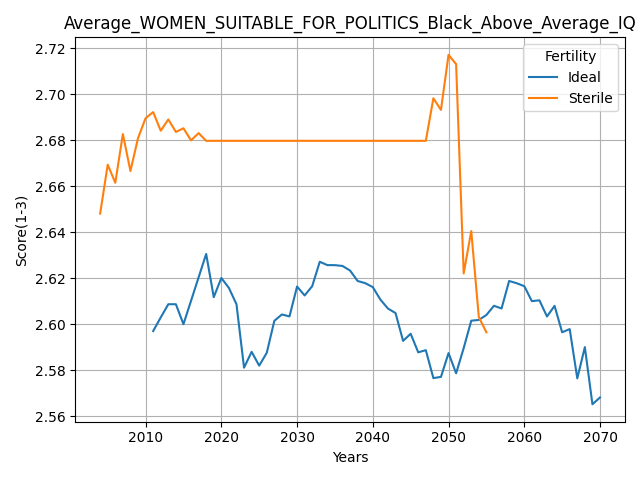 Average_WOMEN_SUITABLE_FOR_POLITICS_Black_Above_Average_IQ
Fertility
Ideal
Sterile
Score(1-3)
2.72
2.70
2.68
2.66
2.64
2.62
2.60
2.58
2.56
2010 2020 2030 2040 2050 2060 2070
Years